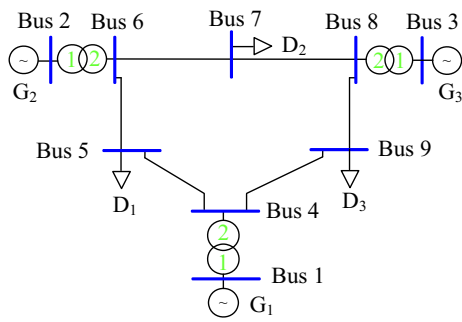 Bus 2 Bus 6 Bus 7 Bus 8 Bus 3
~ 1 2 D2 2 1 ~
G2 G3
Bus 5 Bus 9
D1 Bus 4 D3
2
1
Bus 1
~ G1